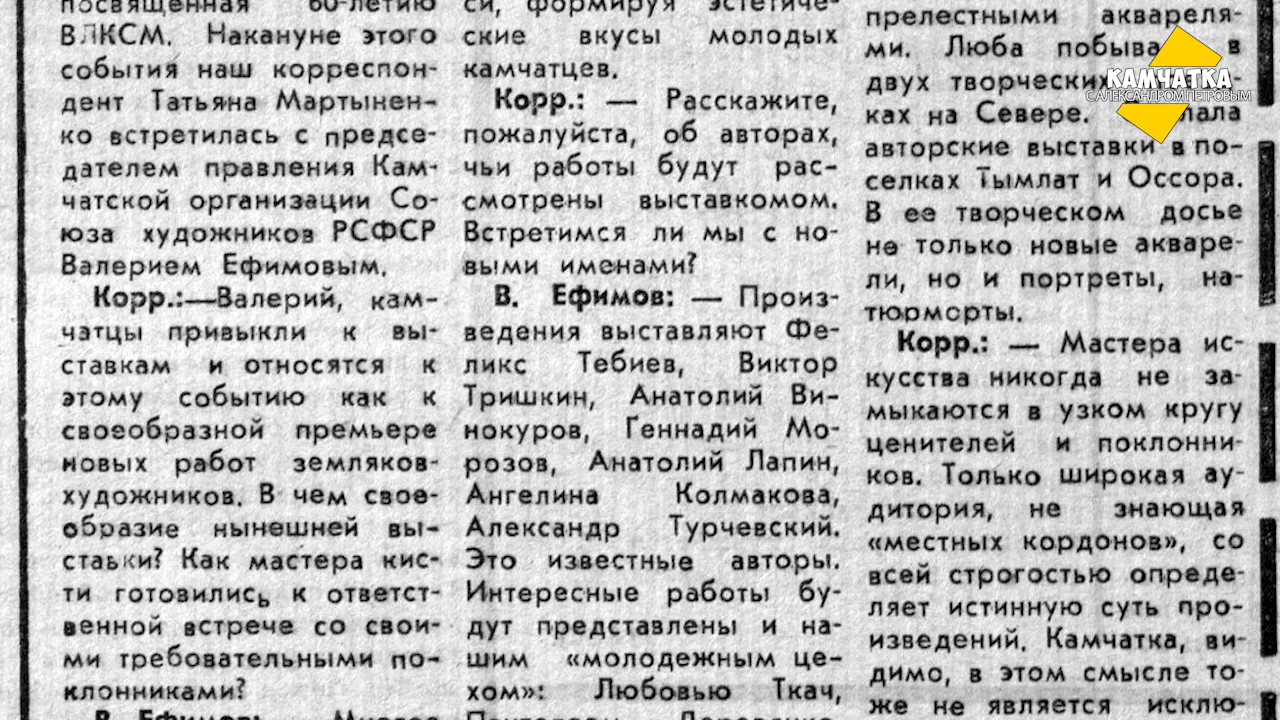 посвященная 60-летию
ВЛКСМ. Накануне этого
события наш корреспон-
дент Татьяна Мартынен-
ко встретилась с предсе-
дателем правления Кам-
чатской организации Со-
юза художников РСФСР
Валерием Ефимовым.
Корр.:—Валерий, кам-
чатцы привыкли к вы-
ставкам и относятся к
этому событию как к
своеобразной премьере
новых работ земляков-
художников. В чем свое-
образие нынешней вы-
ставки? Как мастера кис-
ти готовились к ответст-
венной встрече со свои-
ми требовательными по-
клонниками?
В. Ефимов:
си, формируя эстетиче-
ские вкусы молодых
камчатцев.
Корр.: — Расскажите,
пожалуйста, об авторах,
чьи работы будут рас-
смотрены выставкомом.
Встретимся ли мы с но-
выми именами?
В. Ефимов: — Произ-
ведения выставляют Фе-
ликс Тебиев, Виктор
Тришкин, Анатолий Ви-
нокуров, Геннадий Мо-
розов, Анатолий Лапин,
Ангелина Колмакова,
Александр Турчевский.
Это известные авторы.
Интересные работы бу-
дут представлены и на-
шим «молодежным це-
хом»: Любовью Ткач,
прелестными акварели-
ми. Люба побыва в
двух творческих
ках на Севере.
авторские выставки в по-
селках Тымлат и Оссора.
В ее творческом досье
не только новые акваре-
ли, но и портреты, на-
тюрморты.
Корр.: — Мастера ис-
кусства никогда не за-
мыкаются в узком кругу
ценителей и поклонни-
ков. Только широкая ау-
дитория, не знающая
«местных кордонов», со
всей строгостью опреде-
ляет истинную суть про-
изведений. Камчатка, ви-
димо, в этом смысле то-
же не является исклю-
КАМЧАТКА
С АЛЕКСАНДРОМ ПЕТРОВЫМ